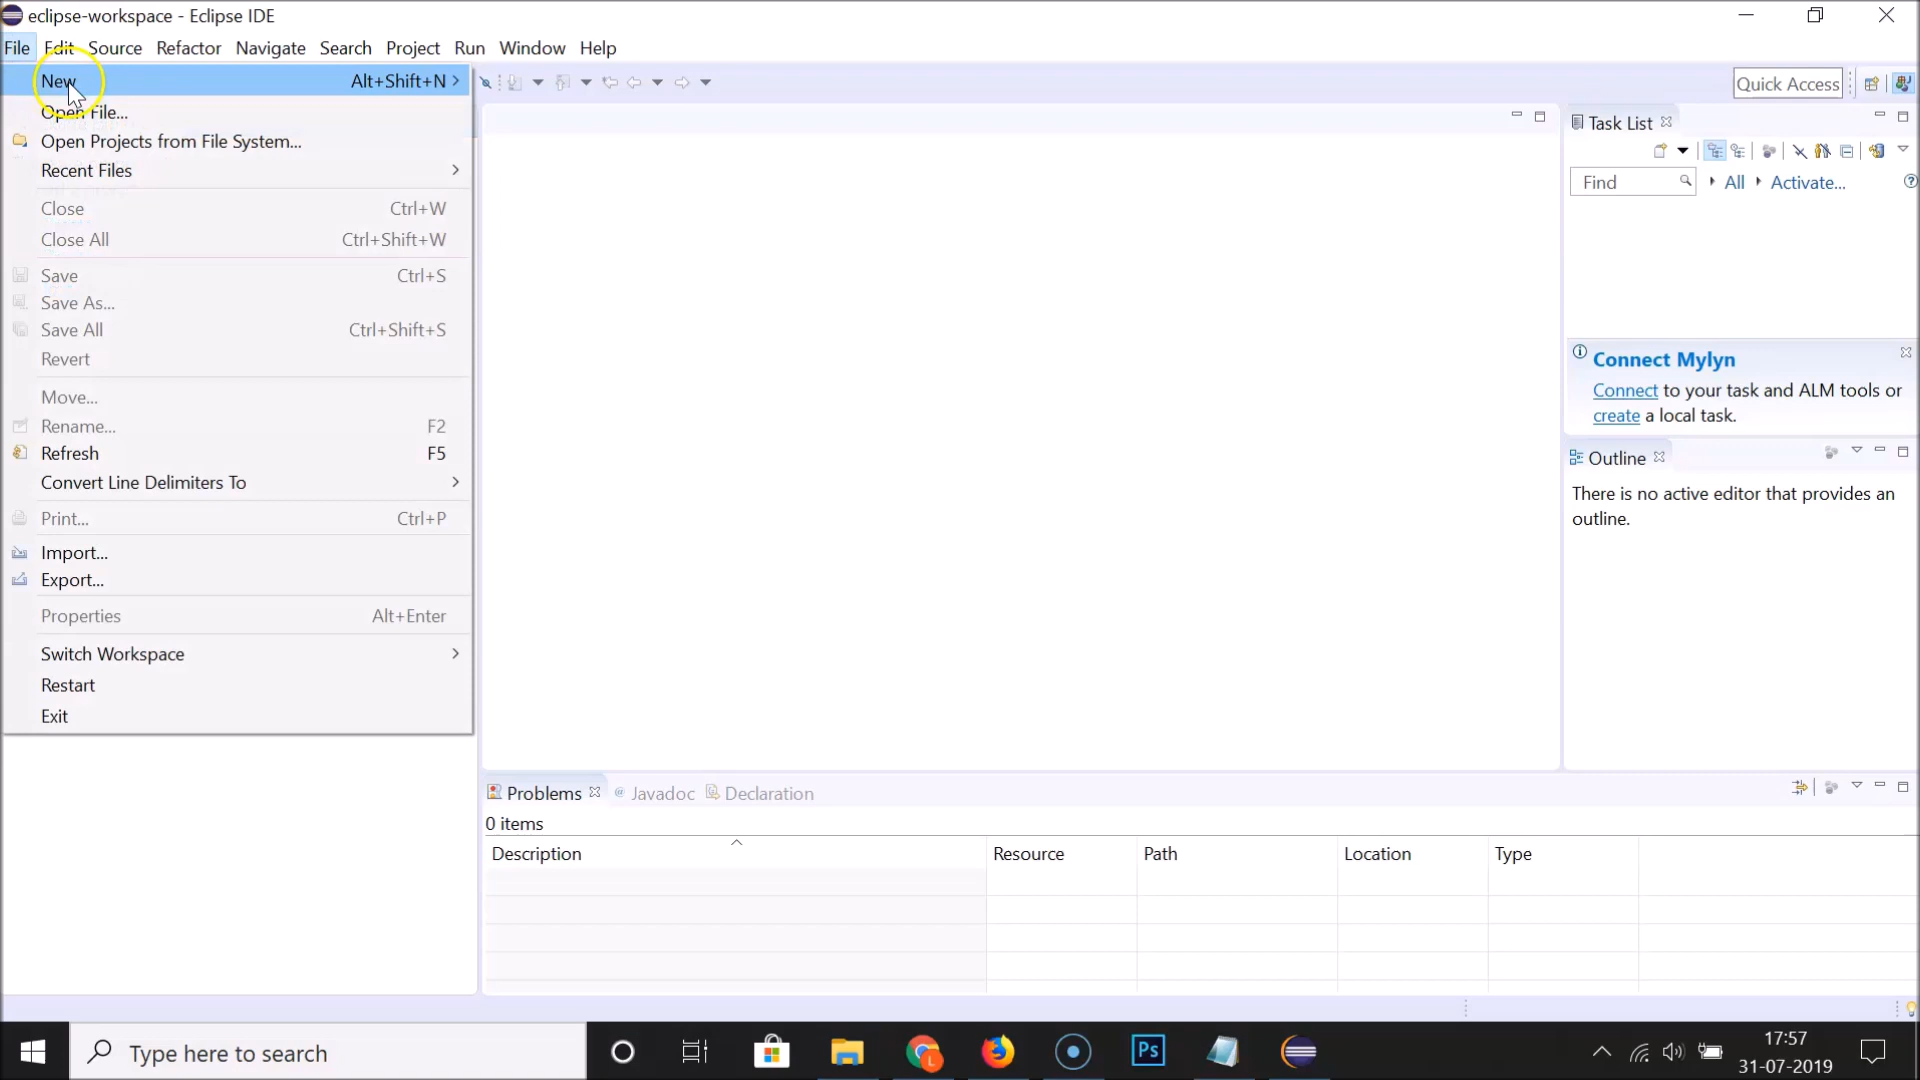 eclipse-workspace - Eclipse IDE
File Edit Source Refactor Navigate Search Project Run Window Help
New Alt+Shift+N
Open File...
Open Projects from File System...
Recent Files
Close Ctrl+W
Close All Ctrl+Shift+W
Save Ctrl+S
Save As...
Save All Ctrl+Shift+S
Revert
Move...
Rename... F2
Refresh F5
Convert Line Delimiters To
Print... Ctrl+P
Import...
Export...
Properties Alt+Enter
Switch Workspace
Restart
Exit
Quick Access
Task List
Find All Activate...
Connect Mylyn
Connect to your task and ALM tools or
create a local task.
Outline
There is no active editor that provides an
outline.
Problems @ Javadoc Declaration
0 items
Description Resource Path Location Type
Type here to search
L
Ps
17:57
31-07-2019